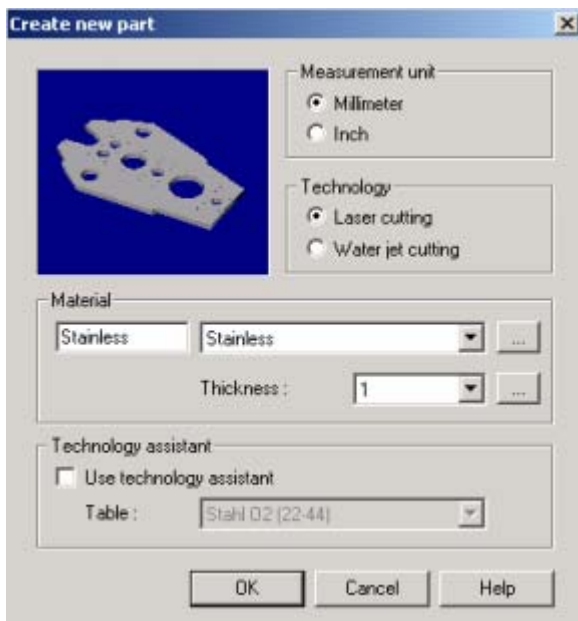 Create new part
Measurement unit
Millimeter
Inch
Technology
Laser cutting
Water jet cutting
Material
Stainless Stainless ...
Thickness : 1 ...
Technology assistant
Use technology assistant
Table : Stahl O2 (22-44)
OK Cancel Help